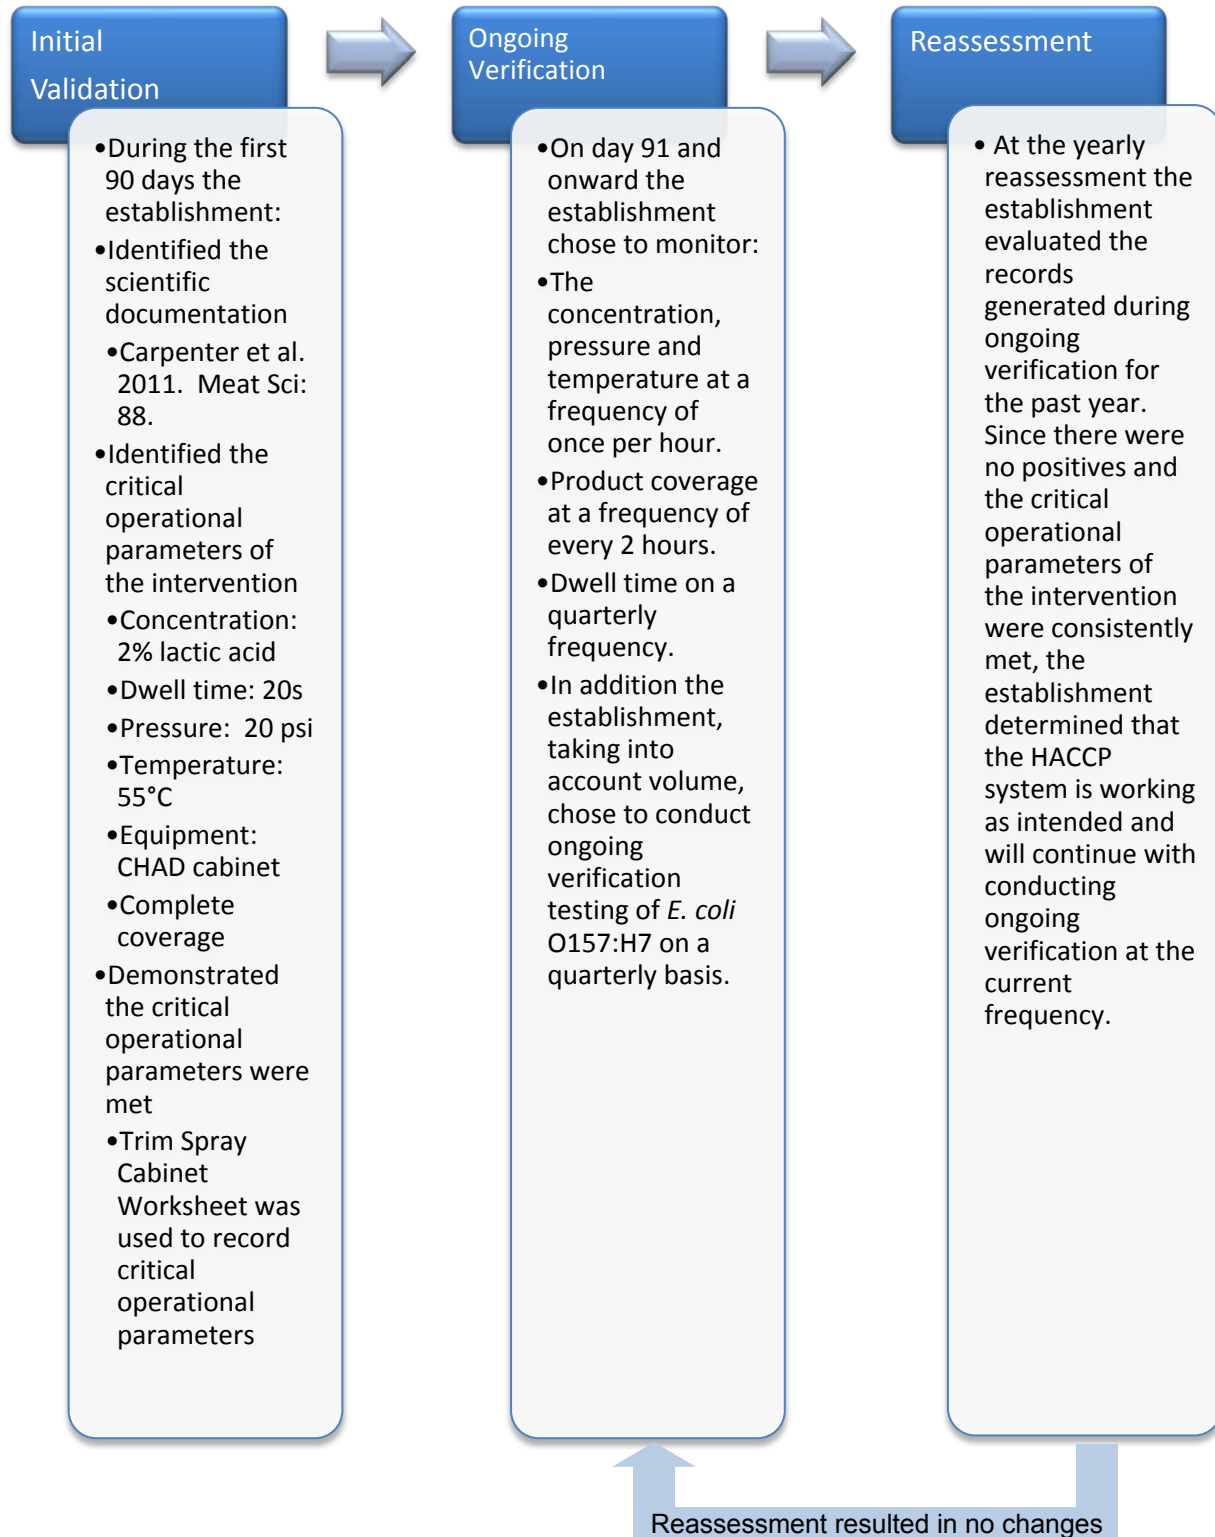 Initial
Validation
•During the first
90 days the
establishment:
•Identified the
scientific
documentation
•Carpenter et al.
2011.  Meat Sci:
88.
•Identified the
critical
operational
parameters of
the intervention
•Concentration:
2% lactic acid
•Dwell time: 20s
•Pressure:  20 psi
•Temperature:
55°C
•Equipment:
CHAD cabinet
•Complete
coverage
•Demonstrated
the critical
operational
parameters were
met
•Trim Spray
Cabinet
Worksheet was
used to record
critical
operational
parameters
Ongoing
Verification
•On day 91 and
onward the
establishment
chose to monitor:
•The
concentration,
pressure and
temperature at a
frequency of
once per hour.
•Product coverage
at a frequency of
every 2 hours.
•Dwell time on a
quarterly
frequency.
•In addition the
establishment,
taking into
account volume,
chose to conduct
ongoing
verification
testing of E. coli
O157:H7 on a
quarterly basis.
Reassessment
• At the yearly
reassessment the
establishment
evaluated the
records
generated during
ongoing
verification for
the past year.
Since there were
no positives and
the critical
operational
parameters of
the intervention
were consistently
met, the
establishment
determined that
the HACCP
system is working
as intended and
will continue with
conducting
ongoing
verification at the
current
frequency.
Reassessment resulted in no changes